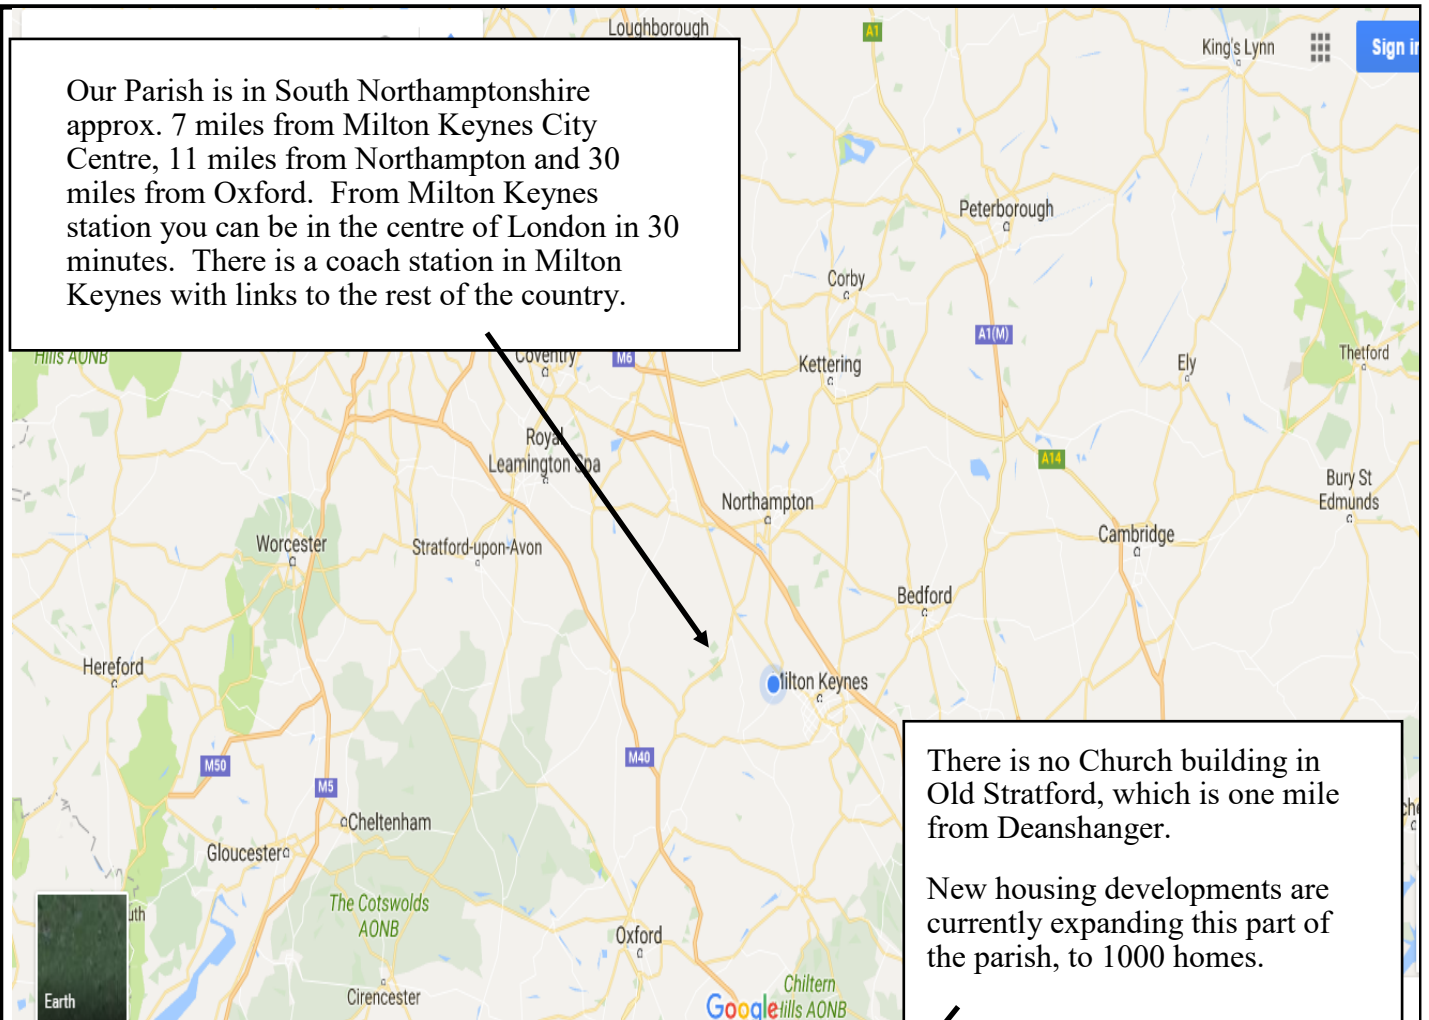 Loughborough
A1
King's Lynn
Sign in
Our Parish is in South Northamptonshire
approx. 7 miles from Milton Keynes City
Centre, 11 miles from Northampton and 30
miles from Oxford.  From Milton Keynes
station you can be in the centre of London in 30
minutes.  There is a coach station in Milton
Keynes with links to the rest of the country.
Peterborough
Corby
A1(M)
Hills AONB
Coventry
M6
Kettering
Ely
Thetford
Royal
Leamington Spa
A14
Northampton
Bury St
Edmunds
Worcester
Stratford-upon-Avon
Cambridge
Bedford
Hereford
Milton Keynes
M50
M5
M40
There is no Church building in
Old Stratford, which is one mile
from Deanshanger.
Cheltenham
Gloucester
New housing developments are
currently expanding this part of
the parish, to 1000 homes.
The Cotswolds
AONB
Oxford
Chiltern
Hills AONB
Earth
Cirencester
Google